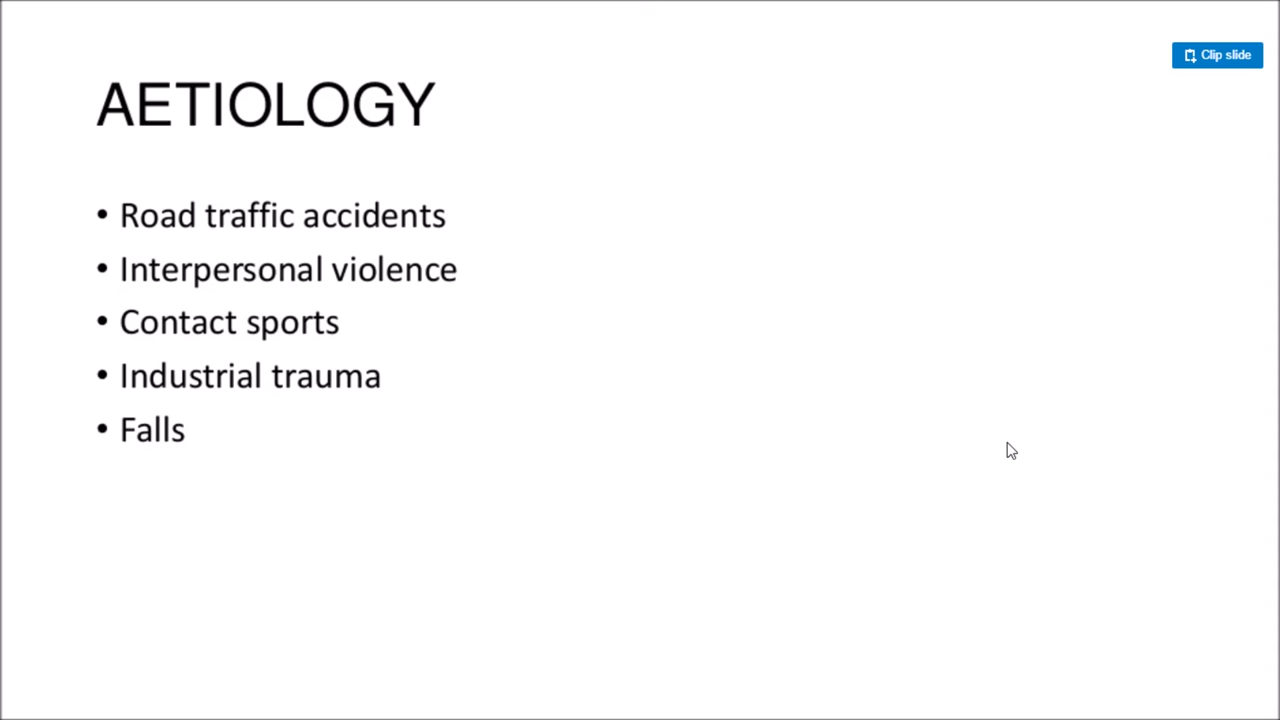 Clip slide
AETIOLOGY
• Road traffic accidents
• Interpersonal violence
• Contact sports
• Industrial trauma
• Falls